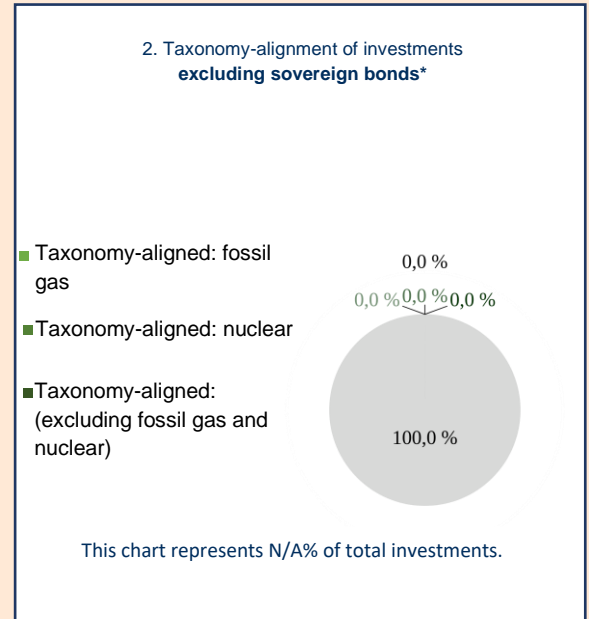 2. Taxonomy-alignment of investments
excluding sovereign bonds*
Taxonomy-aligned: fossil
gas
Taxonomy-aligned: nuclear
Taxonomy-aligned:
(excluding fossil gas and
nuclear)
0,0 %
0,0 % 0,0 % 0,0 %
100,0 %
This chart represents N/A% of total investments.